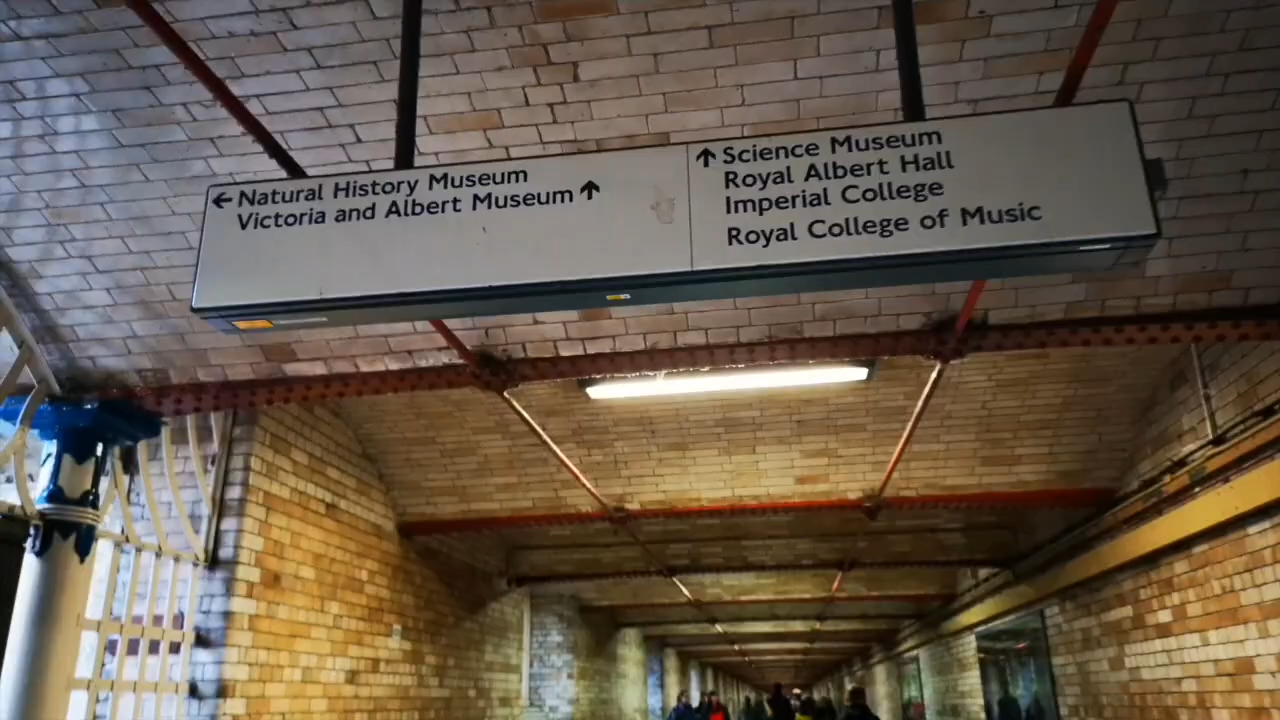 ← Natural History Museum
Victoria and Albert Museum ↑
↑ Science Museum
Royal Albert Hall
Imperial College
Royal College of Music